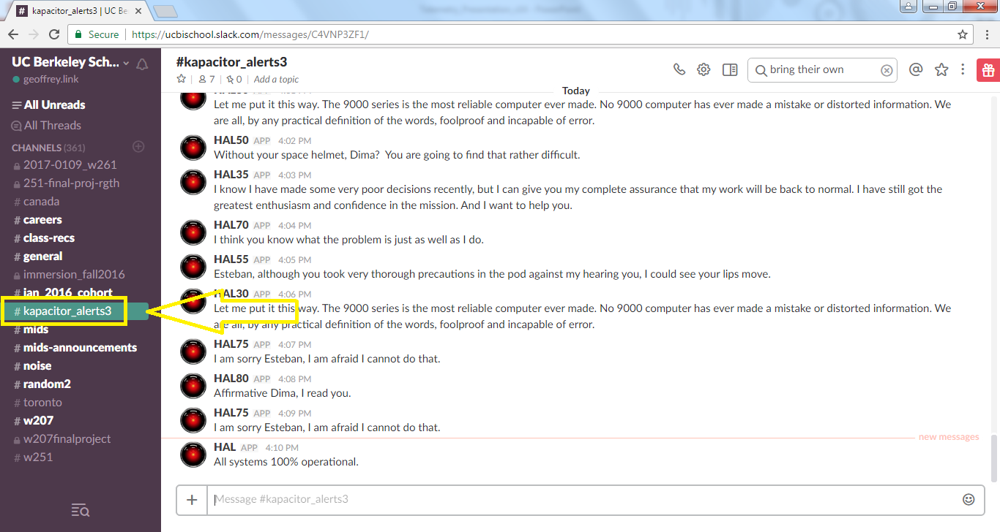 kapacitor_alerts3 | UC Be
Secure
https://ucbischool.slack.com/messages/C4VNP3ZF1/
UC Berkeley Sch...
geoffrey.link
All Unreads
All Threads
CHANNELS (361)
2017-0109_w261
251-final-proj-rgth
# canada
# careers
# class-recs
# general
immersion_fall2016
# jan_2016_cohort
# kapacitor_alerts3
# mids
# mids-announcements
# noise
# random2
# toronto
# w207
w207finalproject
# w251
#kapacitor_alerts3
7
0
Add a topic
bring their own
Today
Let me put it this way. The 9000 series is the most reliable computer ever made. No 9000 computer has ever made a mistake or distorted information. We
are all, by any practical definition of the words, foolproof and incapable of error.
HAL50 APP 4:02 PM
Without your space helmet, Dima? You are going to find that rather difficult.
HAL35 APP 4:03 PM
I know I have made some very poor decisions recently, but I can give you my complete assurance that my work will be back to normal. I have still got the
greatest enthusiasm and confidence in the mission. And I want to help you.
HAL70 APP 4:04 PM
I think you know what the problem is just as well as I do.
HAL55 APP 4:05 PM
Esteban, although you took very thorough precautions in the pod against my hearing you, I could see your lips move.
HAL30 APP 4:06 PM
Let me put it this way. The 9000 series is the most reliable computer ever made. No 9000 computer has ever made a mistake or distorted information. We
are all, by any practical definition of the words, foolproof and incapable of error.
HAL75 APP 4:07 PM
I am sorry Esteban, I am afraid I cannot do that.
HAL80 APP 4:08 PM
Affirmative Dima, I read you.
HAL75 APP 4:09 PM
I am sorry Esteban, I am afraid I cannot do that.
new messages
HAL APP 4:10 PM
All systems 100% operational.
Message #kapacitor_alerts3